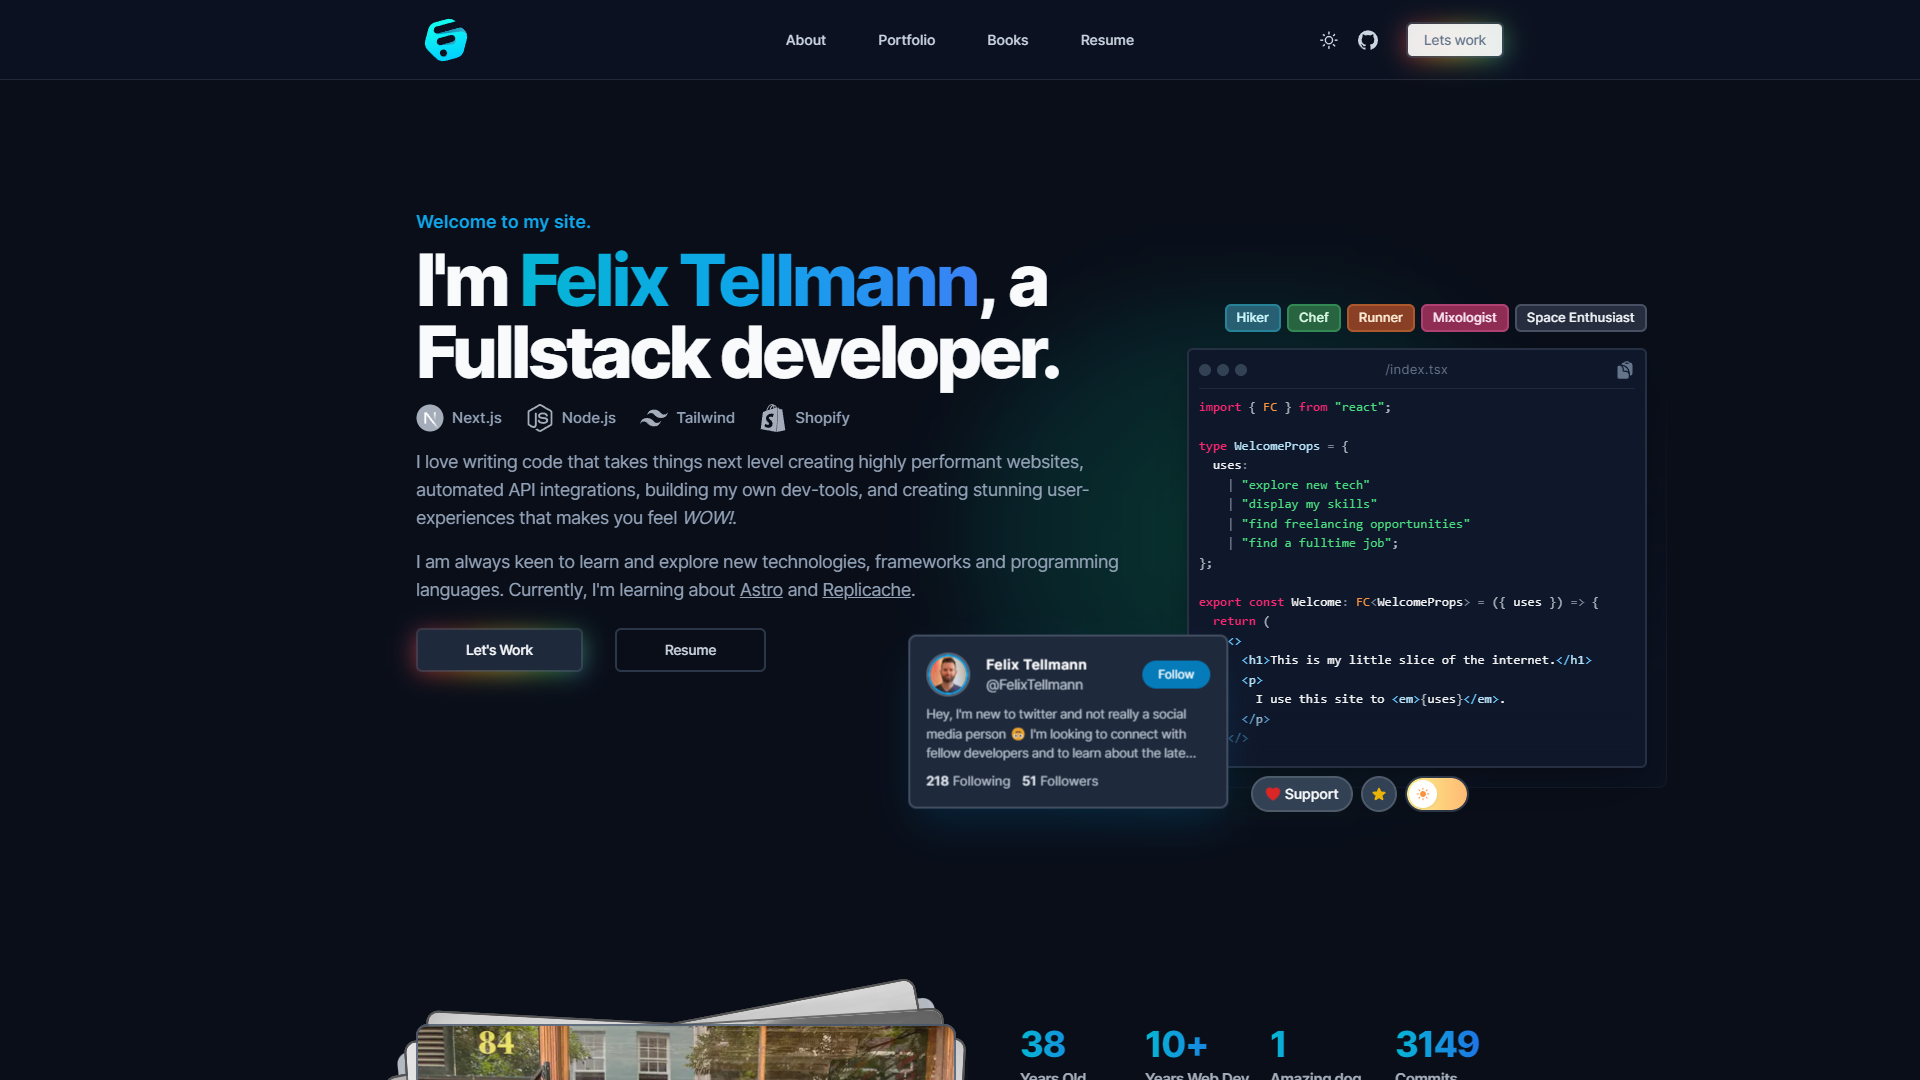 About
Portfolio
Books
Resume
Lets work
Welcome to my site.
I'm Felix Tellmann, a
Fullstack developer.
Next.js
Node.js
Tailwind
Shopify
I love writing code that takes things next level creating highly performant websites,
automated API integrations, building my own dev-tools, and creating stunning user-
experiences that makes you feel WOW!.
I am always keen to learn and explore new technologies, frameworks and programming
languages. Currently, I'm learning about Astro and Replicache.
Let's Work
Resume
Hiker
Chef
Runner
Mixologist
Space Enthusiast
/index.tsx
import { FC } from "react";
type WelcomeProps = {
uses:
| "explore new tech"
| "display my skills"
| "find freelancing opportunities"
| "find a fulltime job";
};
export const Welcome: FC<WelcomeProps> = ({ uses }) => {
return (
<>
<h1>This is my little slice of the internet.</h1>
<p>
I use this site to <em>{uses}</em>.
</p>
</>
Felix Tellmann
@FelixTellmann
Follow
Hey, I'm new to twitter and not really a social
media person 🤓 I'm looking to connect with
fellow developers and to learn about the late...
218 Following 51 Followers
Support
84
38
Years Old
10+
Years Web Dev
1
Amazing dog
3149
Commits